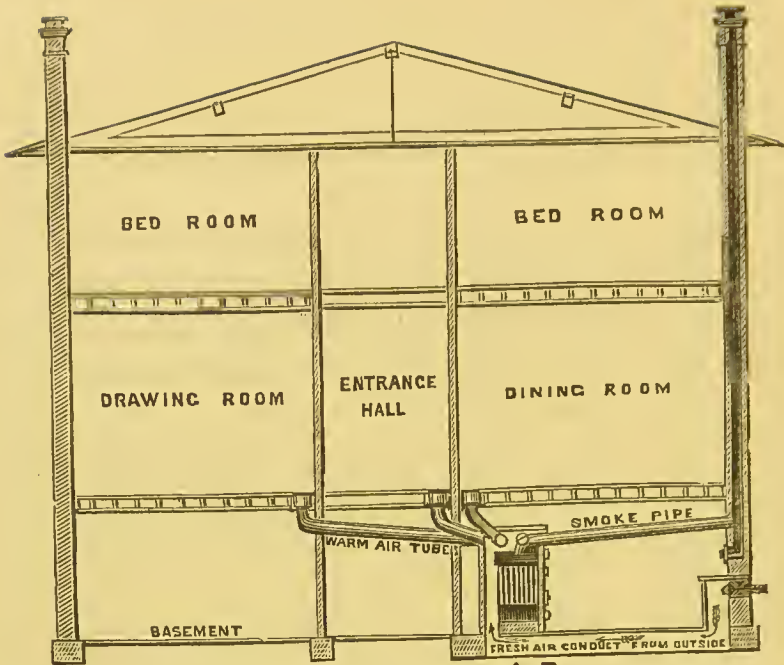 BED ROOM
BED ROOM
DRAWING ROOM
ENTRANCE
HALL
DINING ROOM
SMOKE PIPE
WARM AIR TUBE
BASEMENT
FRESH AIR CONDUCT FROM OUTSIDE